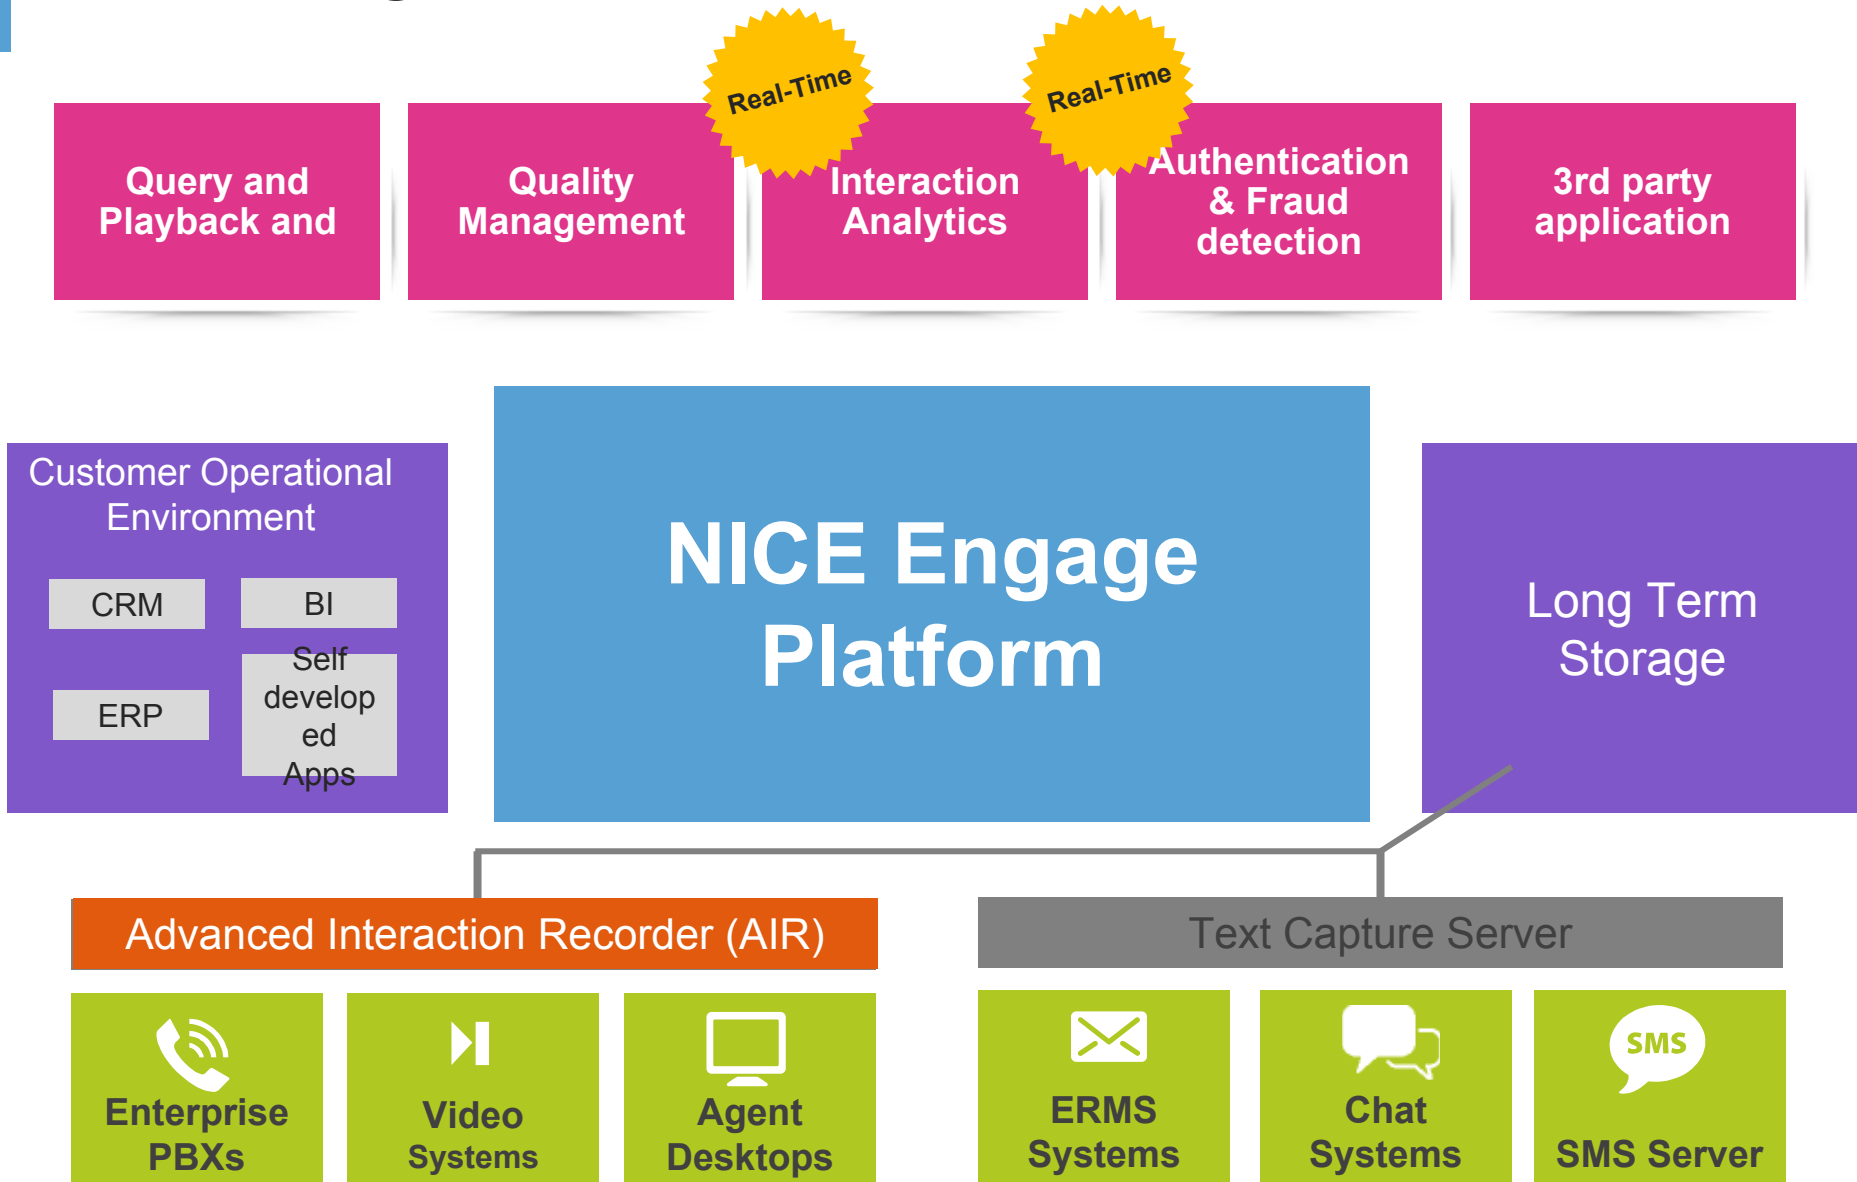 Real-Time
Real-Time
Query and
Playback and
Quality
Management
Interaction
Analytics
Authentication
& Fraud
detection
3rd party
application
Customer Operational
Environment
CRM
BI
ERP
Self
develop
ed
Apps
NICE Engage
Platform
Long Term
Storage
Advanced Interaction Recorder (AIR)
Text Capture Server
Enterprise
PBXs
Video
Systems
Agent
Desktops
ERMS
Systems
Chat
Systems
SMS
SMS Server